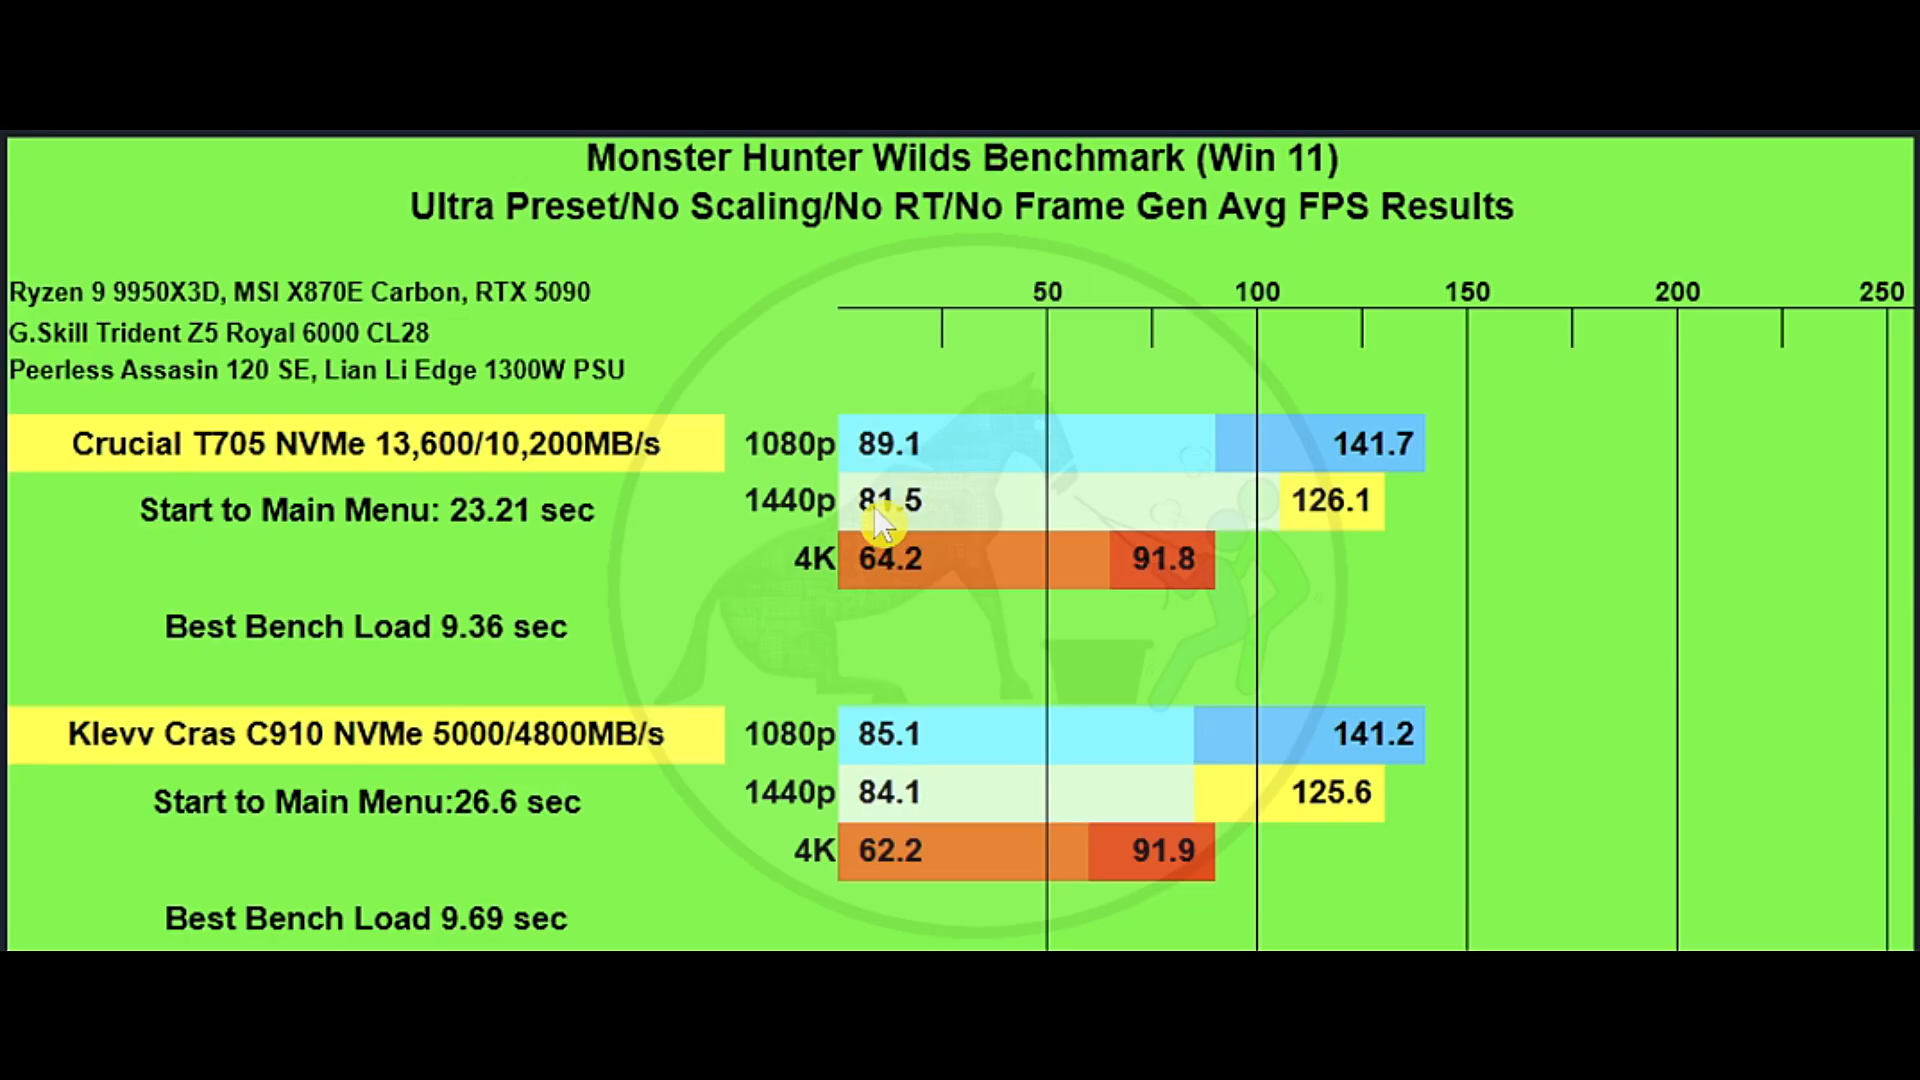 Monster Hunter Wilds Benchmark (Win 11)
Ultra Preset/No Scaling/No RT/No Frame Gen Avg FPS Results
Ryzen 9 9950X3D, MSI X870E Carbon, RTX 5090
50 100 150 200 250
G.Skill Trident Z5 Royal 6000 CL28
Peerless Assasin 120 SE, Lian Li Edge 1300W PSU
Crucial T705 NVMe 13,600/10,200MB/s 1080p 89.1 141.7
Start to Main Menu: 23.21 sec 1440p 81.5 126.1
4K 64.2 91.8
Best Bench Load 9.36 sec
Klevv Cras C910 NVMe 5000/4800MB/s 1080p 85.1 141.2
Start to Main Menu:26.6 sec 1440p 84.1 125.6
4K 62.2 91.9
Best Bench Load 9.69 sec